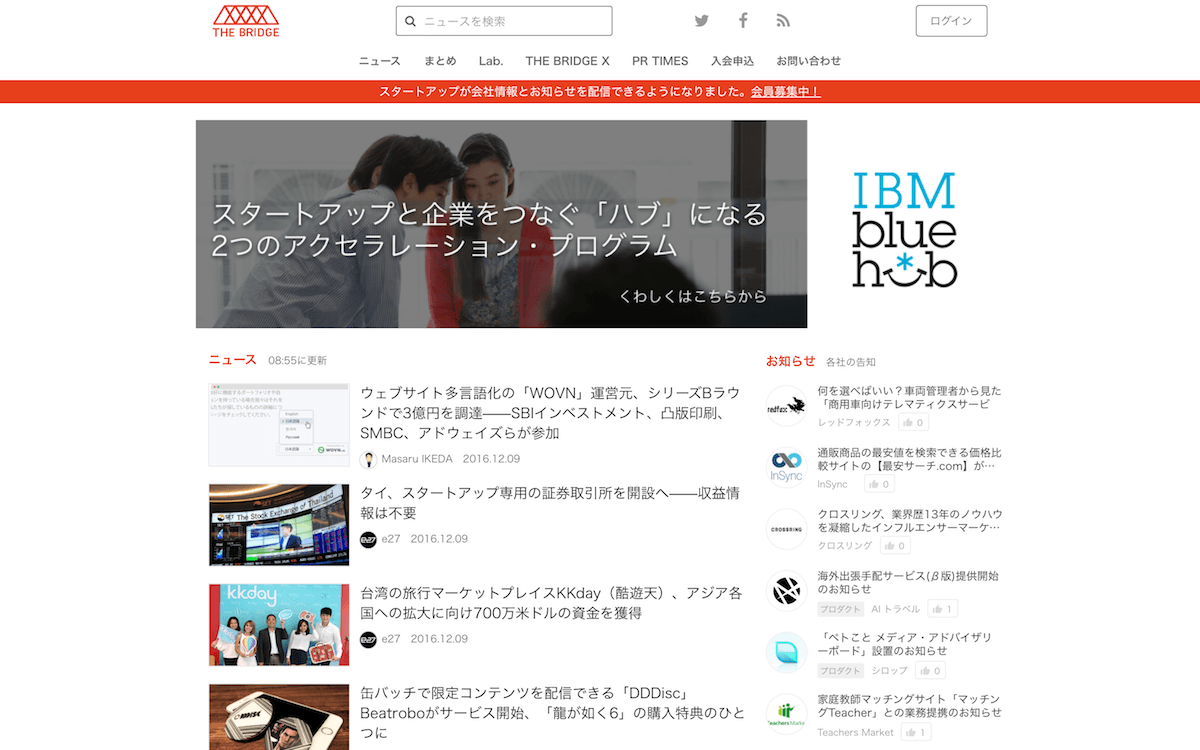 THE BRIDGE
ニュースを検索
ログイン
ニュース まとめ Lab. THE BRIDGE X PR TIMES 入会申込 お問い合わせ
スタートアップが会社情報とお知らせを配信できるようになりました。会員募集中！
スタートアップと企業をつなぐ「ハブ」になる
2つのアクセラレーション・プログラム
くわしくはこちらから
IBM
blue
hub
ニュース 08:55に更新
ウェブサイト多言語化の「WOVN」運営元、シリーズBラウ
ンドで3億円を調達——SBIインベストメント、凸版印刷、
SMBC、アドウェイズらが参加
Masaru IKEDA 2016.12.09
The Stock Exchange of Thailand
タイ、スタートアップ専用の証券取引所を開設へ——収益情
報は不要
e27 e27 2016.12.09
kkday
台湾の旅行マーケットプレイスKKday（酷遊天）、アジア各
国への拡大に向け700万米ドルの資金を獲得
e27 e27 2016.12.09
缶バッチで限定コンテンツを配信できる「DDDisc」
Beatroboがサービス開始、「龍が如く6」の購入特典のひと
つに
お知らせ 各社の告知
redfox
何を選べばいい？車両管理者から見た
「商用車向けテレマティクスサービ
レッドフォックス 0
InSync
通販商品の最安値を検索できる価格比
較サイトの【最安サーチ.com】が…
InSync 0
CROSSRING
クロスリング、業界歴13年のノウハウ
を凝縮したインフルエンサーマーケ…
クロスリング 0
海外出張手配サービス(β版)提供開始
のお知らせ
プロダクト AI トラベル 1
「ペトこと メディア・アドバイザリ
ーボード」設置のお知らせ
プロダクト シロップ 0
Teachers Market
家庭教師マッチングサイト「マッチン
グTeacher」との業務提携のお知らせ
Teachers Market 1